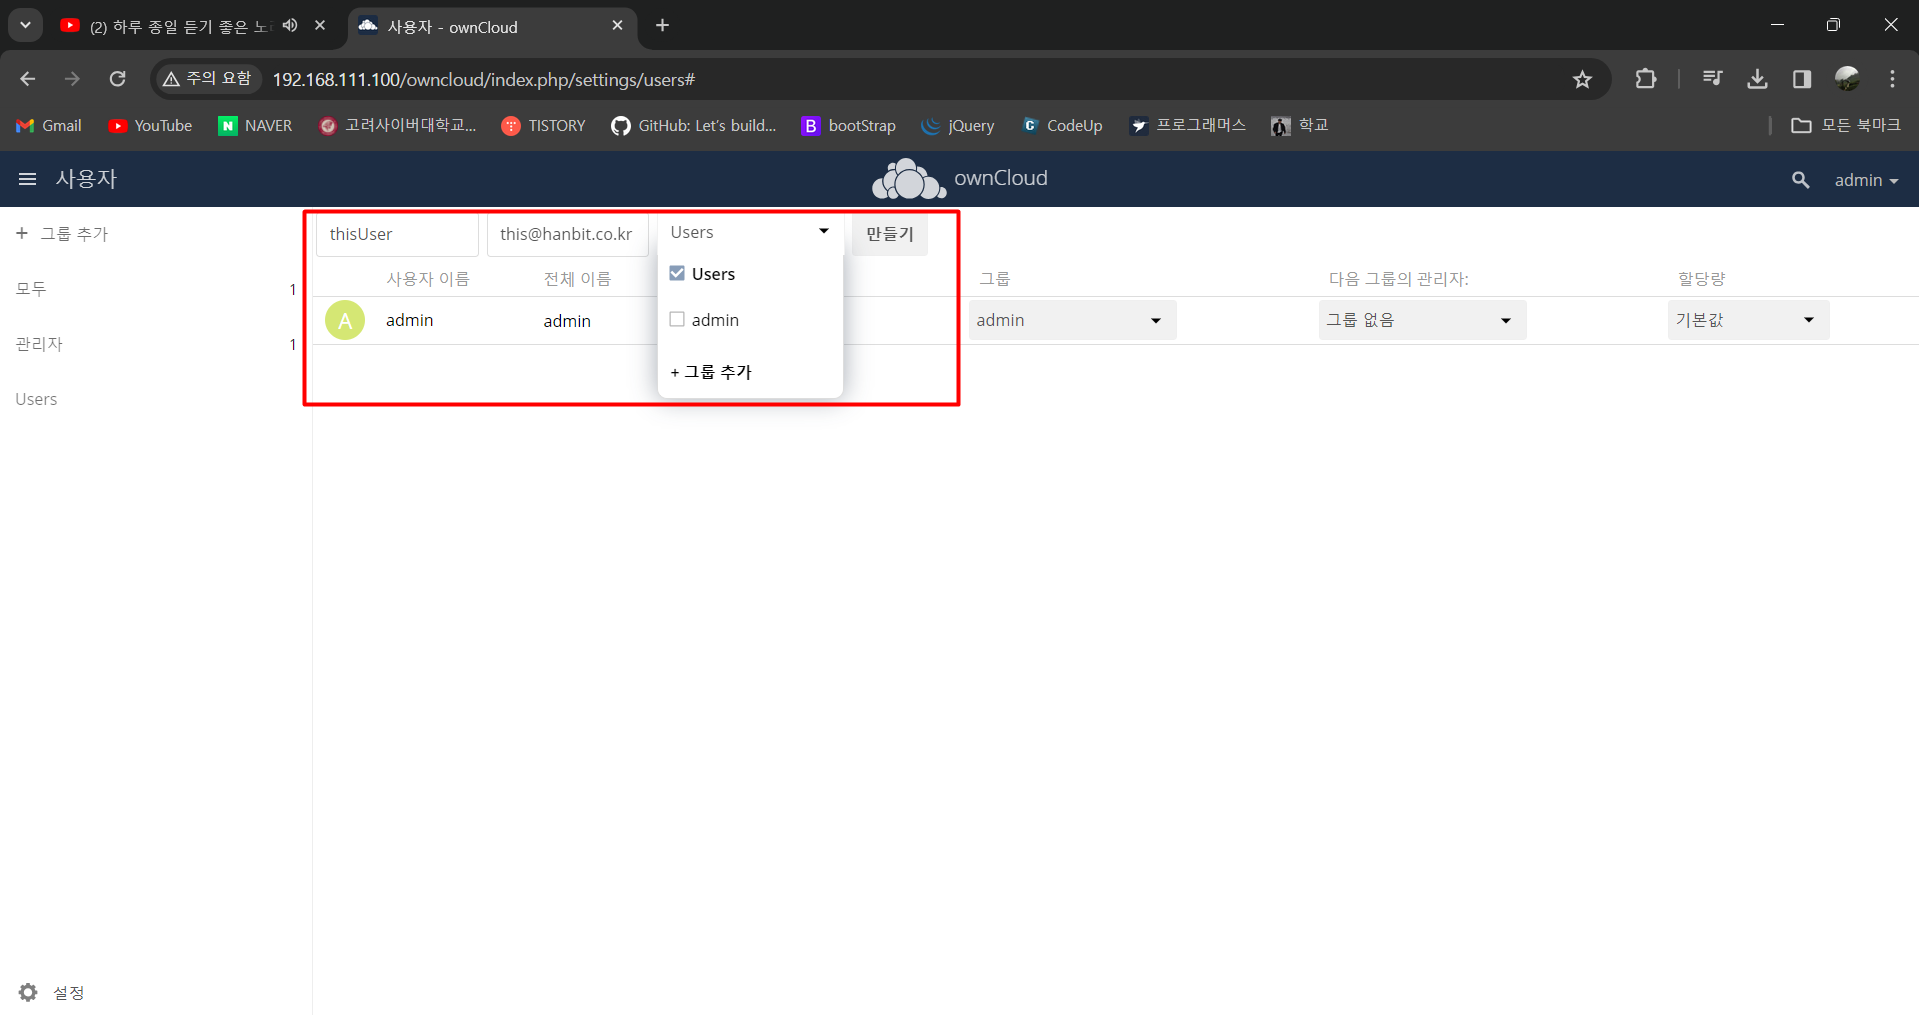 (2) 하루 종일 듣기 좋은 노래
사용자 - ownCloud
주의 요함
192.168.111.100/owncloud/index.php/settings/users#
Gmail
YouTube
NAVER
고려사이버대학교...
TISTORY
GitHub: Let's build...
bootStrap
jQuery
CodeUp
프로그래머스
학교
모든 북마크
사용자
ownCloud
admin
+ 그룹 추가
모두 1
관리자 1
Users
thisUser
this@hanbit.co.kr
Users
만들기
Users
admin
+ 그룹 추가
사용자 이름
전체 이름
그룹
다음 그룹의 관리자:
할당량
A
admin
admin
admin
그룹 없음
기본값
설정